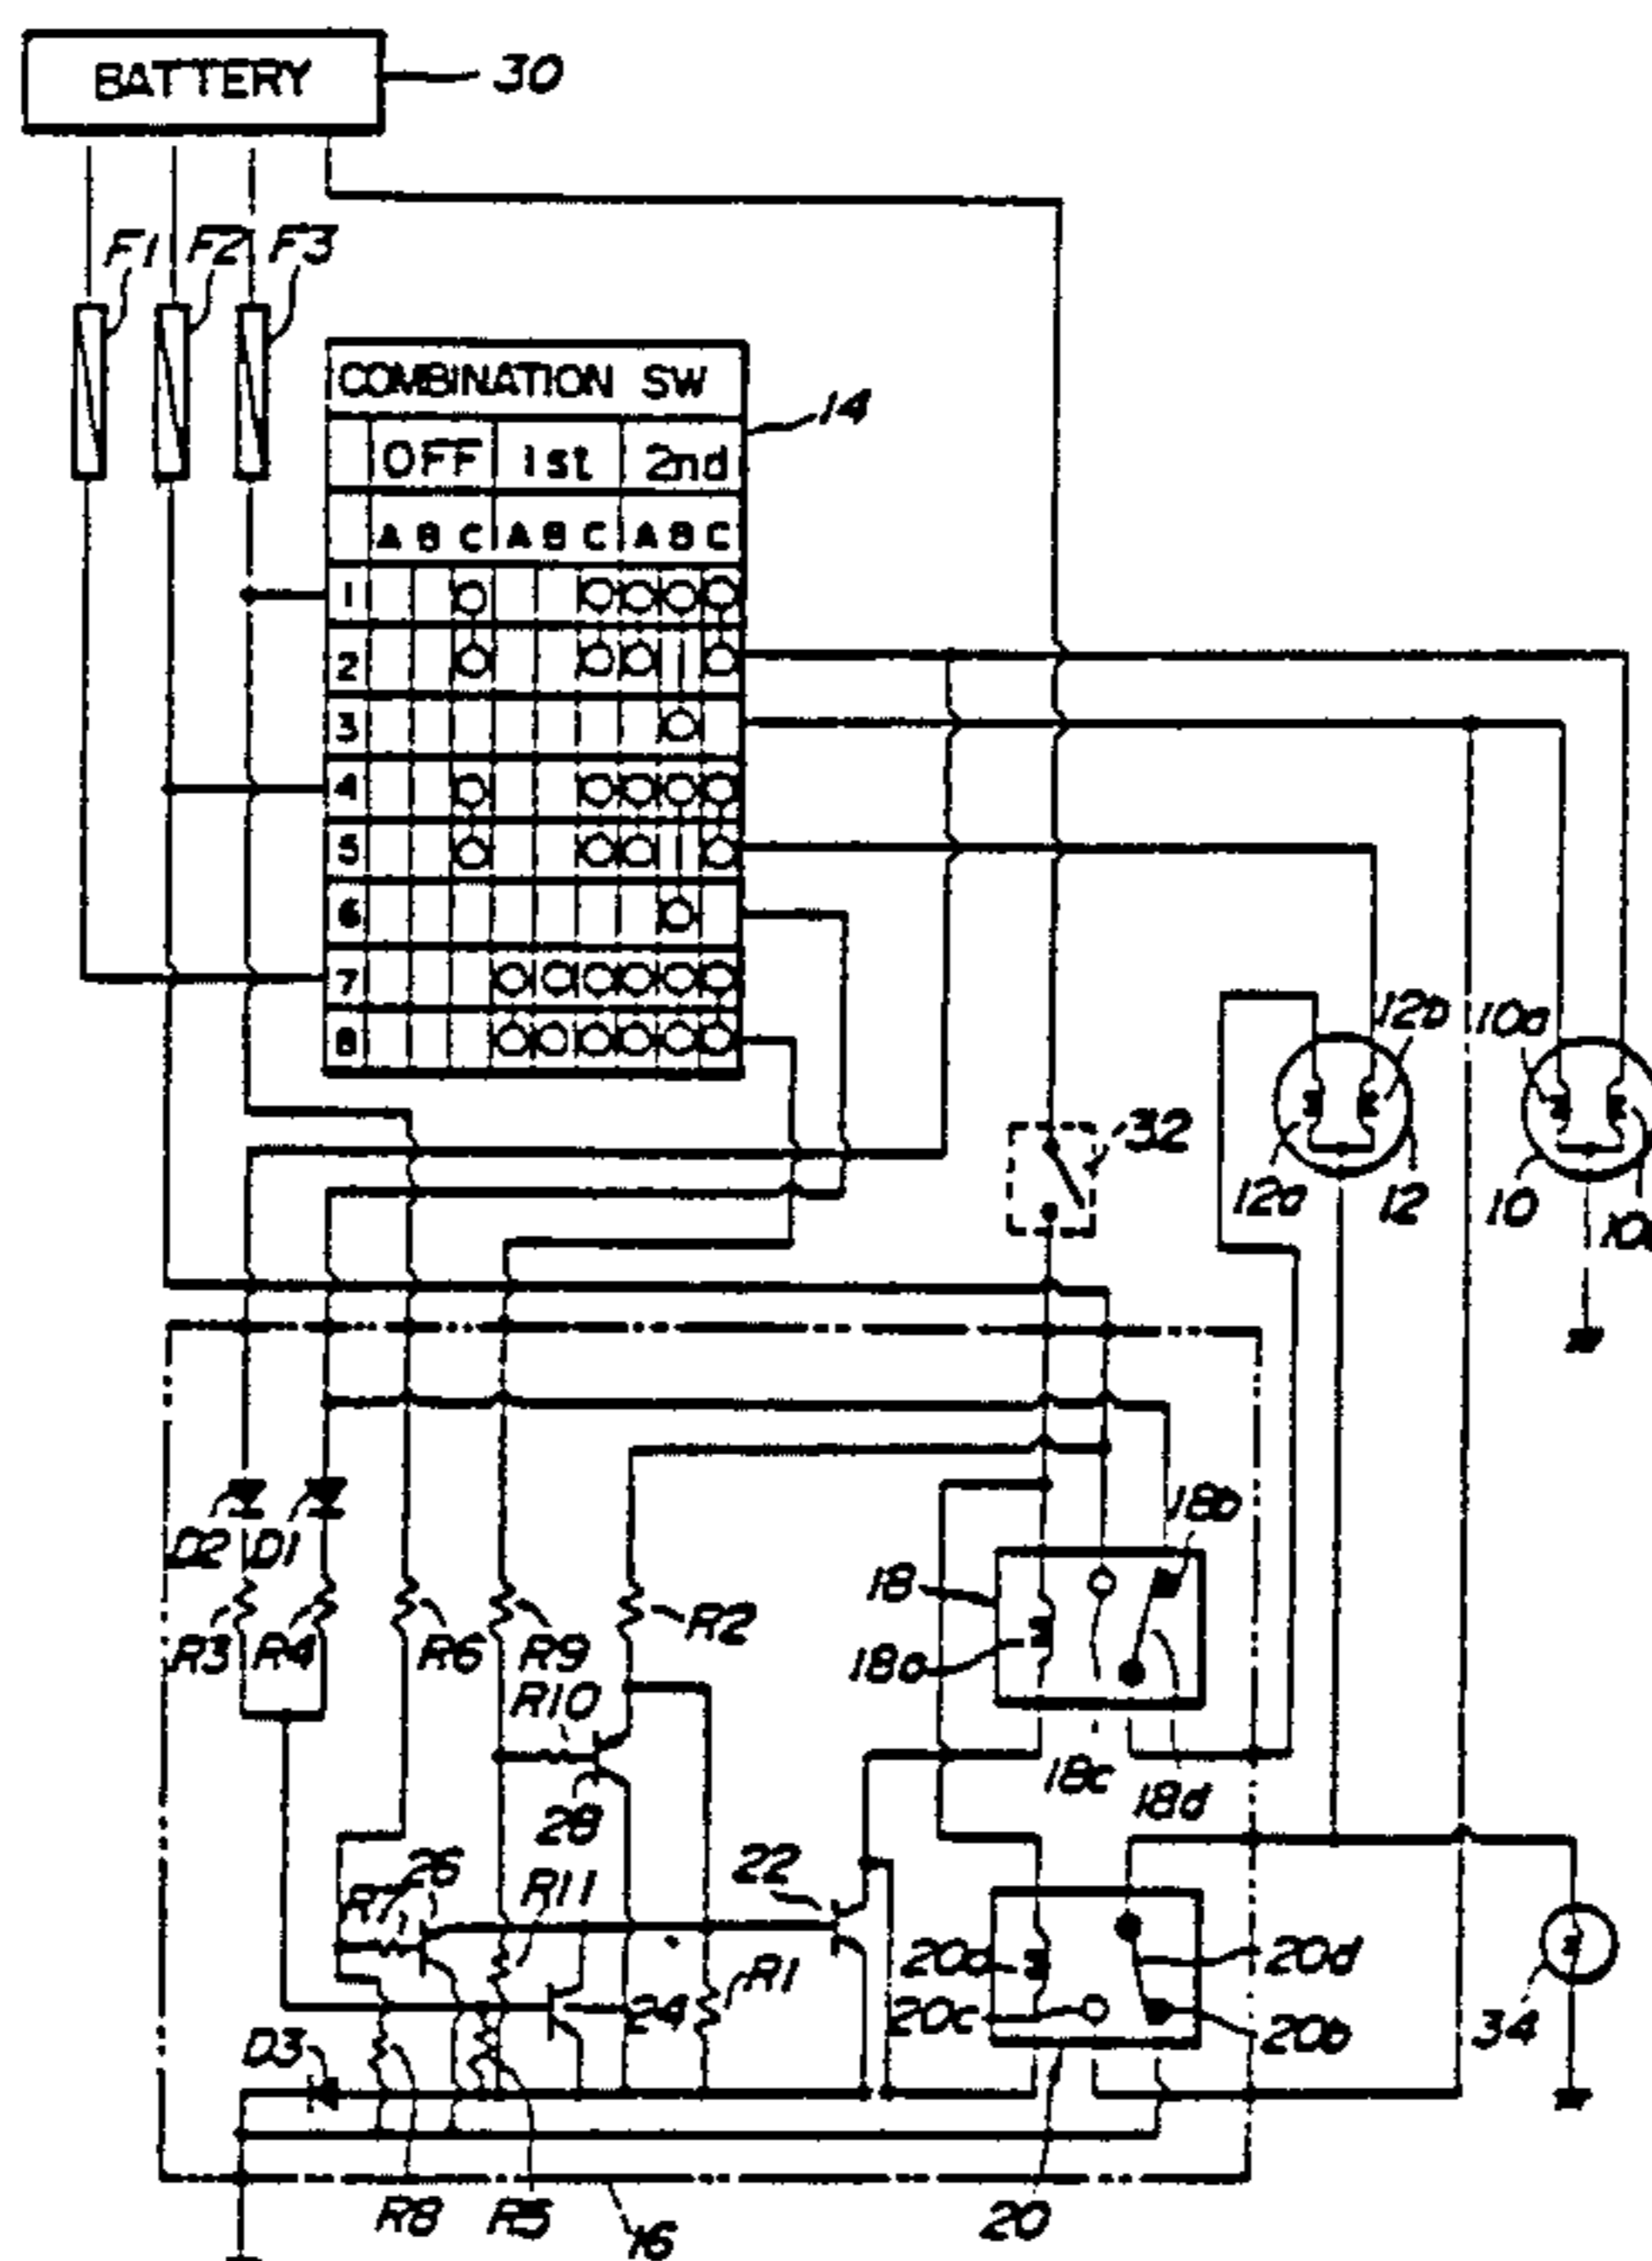 BATTERY
30
F1 F2 F3
COMBINATION SW
14
OFF 1st 2nd
A B C A B C A B C
1
2
3
4
5
6
7
8
12b 10a
32
12a 12 10
D2 D1
18b
18
R3 R4 R6 R9 R2
18a
R10
18c 18d
28
26 22
R7 R11
20a 20d
R1
24 20c 20b
34
D3
R8 R5 16 20